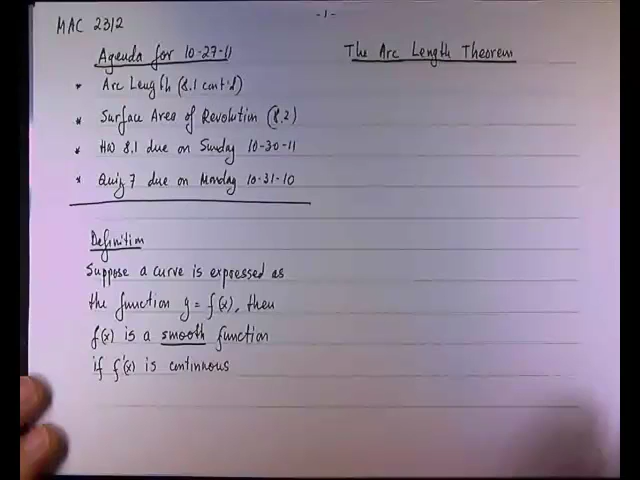 MAC 2312
-1-
Agenda for 10-27-11
* Arc Length (8.1 cont'd)
* Surface Area of Revolution (8.2)
* HW 8.1 due on Sunday 10-30-11
* Quiz 7 due on Monday 10-31-10
Definition
Suppose a curve is expressed as
the function y = f(x), then
f(x) is a smooth function
if f'(x) is continuous
The Arc Length Theorem